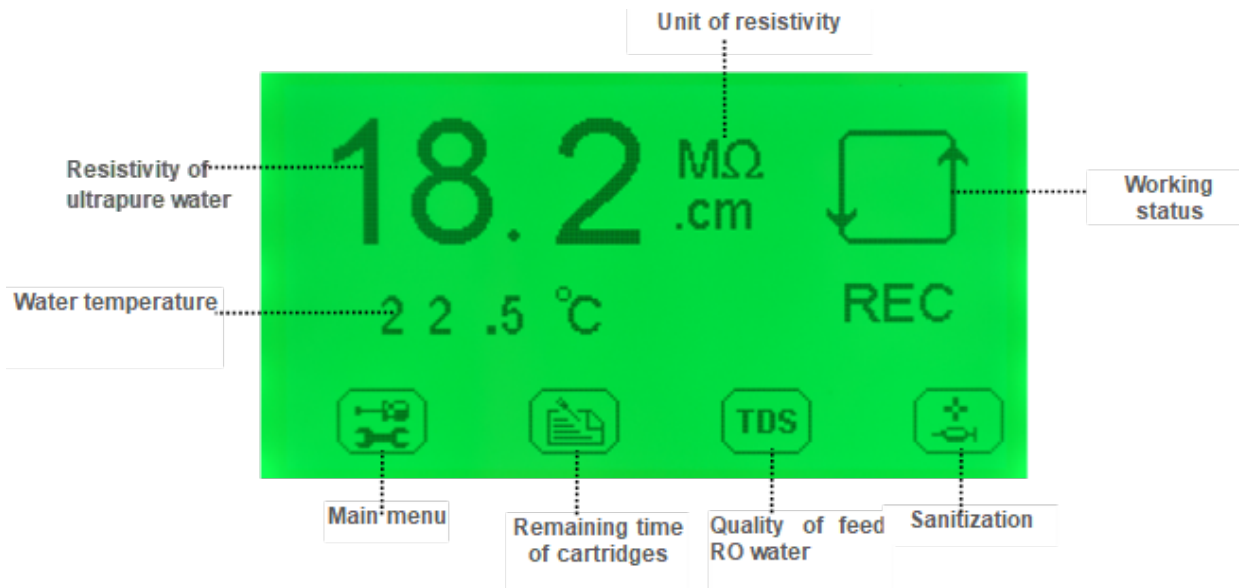 Unit of resistivity
18.2
MΩ
.cm
Resistivity of
ultrapure water
Working
status
Water temperature
22.5 ℃
REC
TDS
Main menu
Remaining time
of cartridges
Quality of feed
RO water
Sanitization